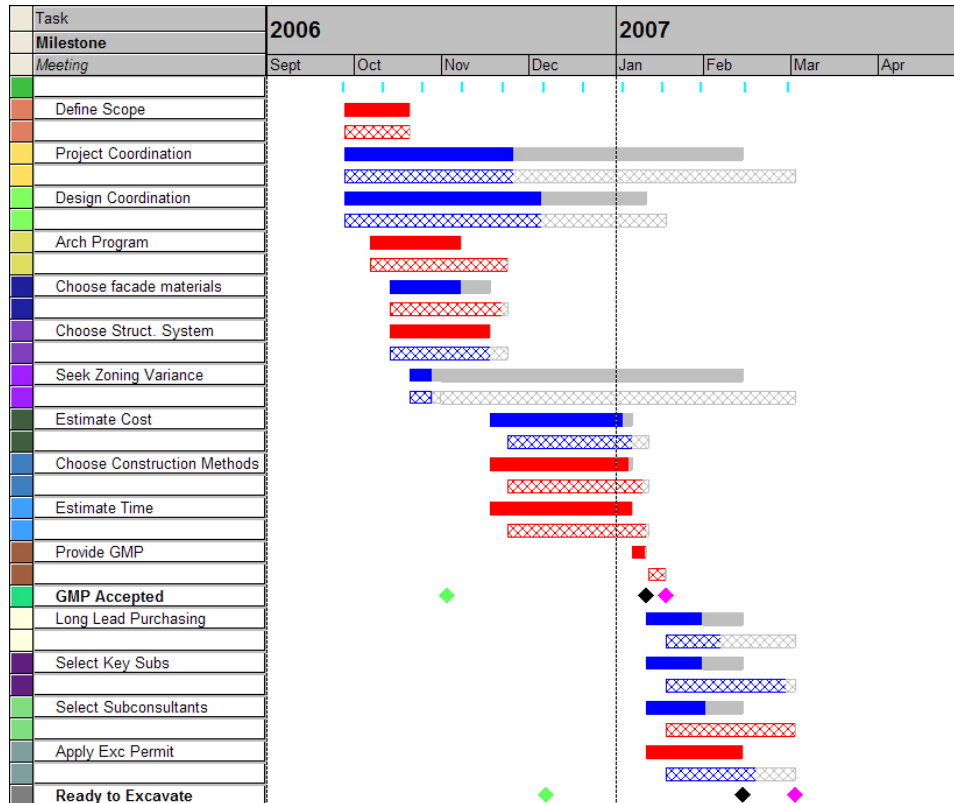 Task
2006
2007
Milestone
Meeting
Sept
Oct
Nov
Dec
Jan
Feb
Mar
Apr
Define Scope
Project Coordination
Design Coordination
Arch Program
Choose facade materials
Choose Struct. System
Seek Zoning Variance
Estimate Cost
Choose Construction Methods
Estimate Time
Provide GMP
GMP Accepted
Long Lead Purchasing
Select Key Subs
Select Subconsultants
Apply Exc Permit
Ready to Excavate